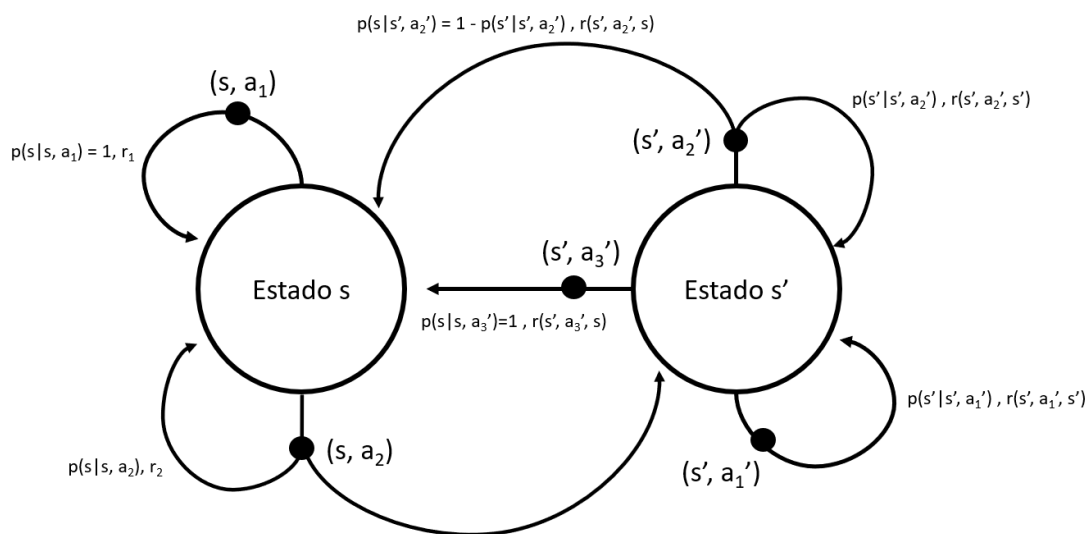 p(s|s', a₂') = 1 - p(s'|s', a₂') , r(s', a₂', s)
(s, a₁)
p(s'|s', a₂') , r(s', a₂', s')
(s', a₂')
p(s|s, a₁) = 1, r₁
(s', a₃')
Estado s
Estado s'
p(s|s, a₃')=1 , r(s', a₃', s)
p(s'|s', a₁') , r(s', a₁', s')
(s, a₂)
p(s|s, a₂), r₂
(s', a₁')